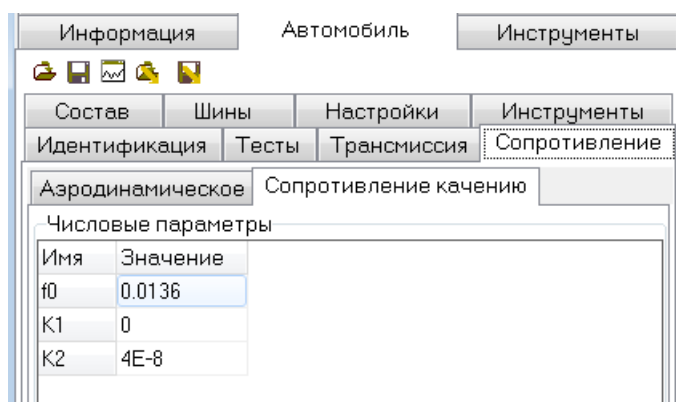 Информация Автомобиль Инструменты
Состав Шины Настройки Инструменты
Идентификация Тесты Трансмиссия Сопротивление
Аэродинамическое Сопротивление качению
Числовые параметры
Имя Значение
f0 0.0136
K1 0
K2 4E-8